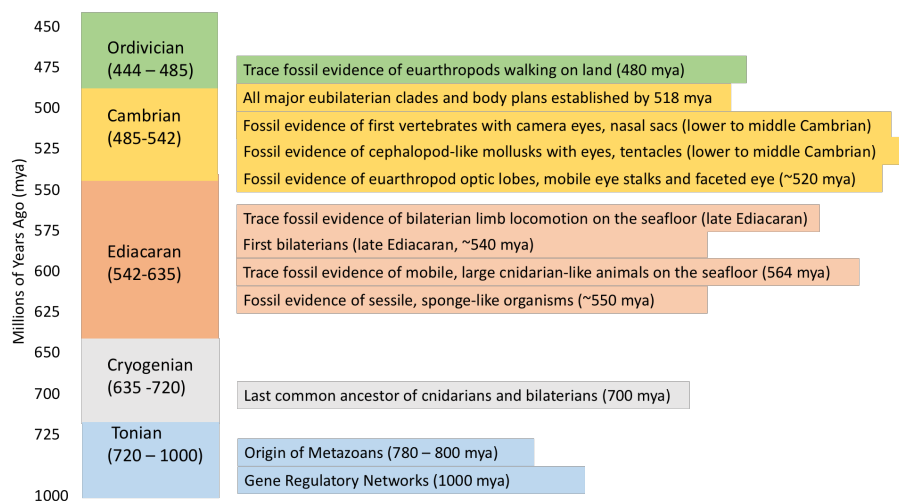 Millions of Years Ago (mya)
450
475
500
525
550
575
600
625
650
700
725
1000
Ordivician
(444 – 485)
Cambrian
(485-542)
Ediacaran
(542-635)
Cryogenian
(635 -720)
Tonian
(720 – 1000)
Trace fossil evidence of euarthropods walking on land (480 mya)
All major eubilaterian clades and body plans established by 518 mya
Fossil evidence of first vertebrates with camera eyes, nasal sacs (lower to middle Cambrian)
Fossil evidence of cephalopod-like mollusks with eyes, tentacles (lower to middle Cambrian)
Fossil evidence of euarthropod optic lobes, mobile eye stalks and faceted eye (~520 mya)
Trace fossil evidence of bilaterian limb locomotion on the seafloor (late Ediacaran)
First bilaterians (late Ediacaran, ~540 mya)
Trace fossil evidence of mobile, large cnidarian-like animals on the seafloor (564 mya)
Fossil evidence of sessile, sponge-like organisms (~550 mya)
Last common ancestor of cnidarians and bilaterians (700 mya)
Origin of Metazoans (780 – 800 mya)
Gene Regulatory Networks (1000 mya)